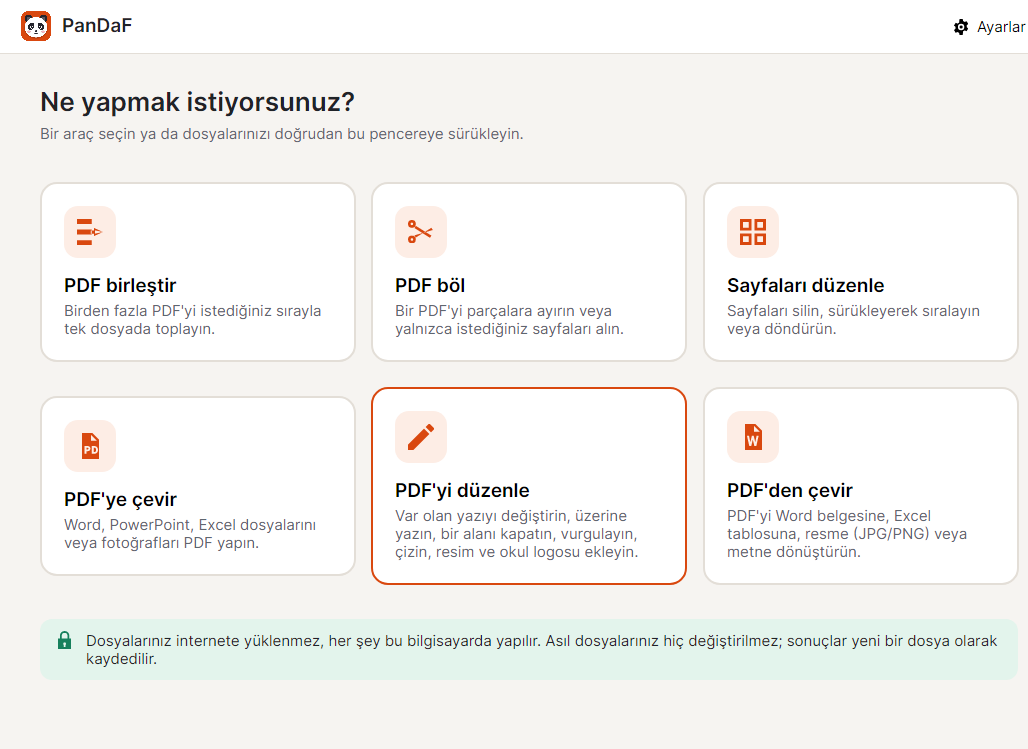 PanDaF
Ayarlar
Ne yapmak istiyorsunuz?
Bir araç seçin ya da dosyalarınızı doğrudan bu pencereye sürükleyin.
PDF birleştir
Birden fazla PDF'yi istediğiniz sırayla
tek dosyada toplayın.
PDF böl
Bir PDF'yi parçalara ayırın veya
yalnızca istediğiniz sayfaları alın.
Sayfaları düzenle
Sayfaları silin, sürükleyerek sıralayın
veya döndürün.
PD
PDF'ye çevir
Word, PowerPoint, Excel dosyalarını
veya fotoğrafları PDF yapın.
PDF'yi düzenle
Var olan yazıyı değiştirin, üzerine
yazın, bir alanı kapatın, vurgulayın,
çizin, resim ve okul logosu ekleyin.
W
PDF'den çevir
PDF'yi Word belgesine, Excel
tablosuna, resme (JPG/PNG) veya
metne dönüştürün.
Dosyalarınız internete yüklenmez, her şey bu bilgisayarda yapılır. Asıl dosyalarınız hiç değiştirilmez; sonuçlar yeni bir dosya olarak
kaydedilir.